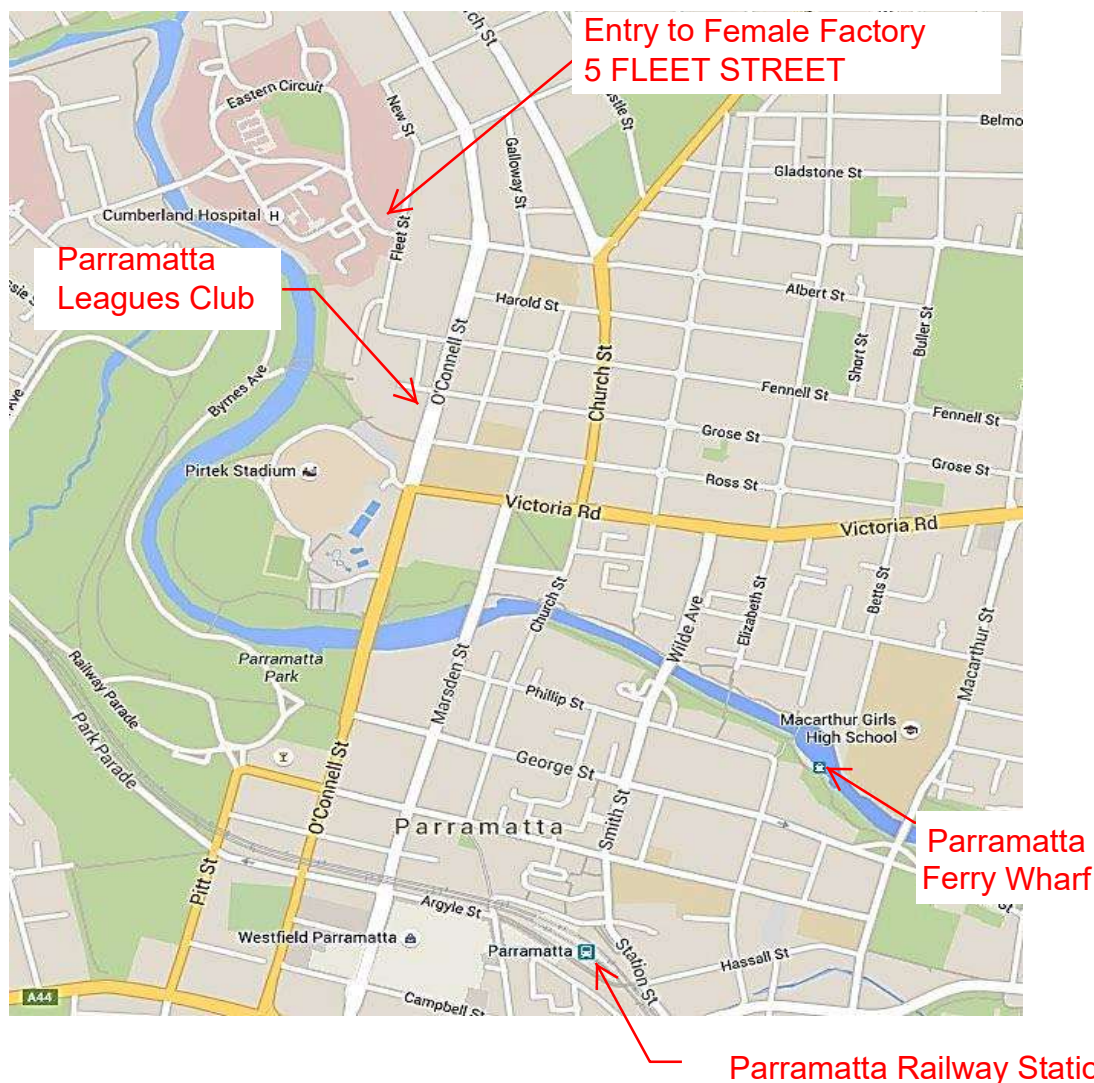 Entry to Female Factory
5 FLEET STREET
Eastern Circuit
New St
Belmo
Galloway St
Gladstone St
Cumberland Hospital H
Fleet St
Parramatta
Leagues Club
Harold St
Albert St
O'Connell St
Short St
Buller St
Byrnes Ave
Church St
Fennell St
Fennell St
Grose St
Grose St
Pirtek Stadium
Ross St
Victoria Rd
Victoria Rd
Church St
Elizabeth St
Betts St
Wilde Ave
Macarthur St
Parramatta
Park
Railway Parade
Park Parade
Marsden St
Phillip St
Macarthur Girls
High School
George St
O'Connell St
Smith St
Parramatta
Parramatta
Ferry Wharf
Pitt St
Argyle St
Westfield Parramatta
Parramatta
Station St
Hassall St
A44
Campbell St
Parramatta Railway Statio